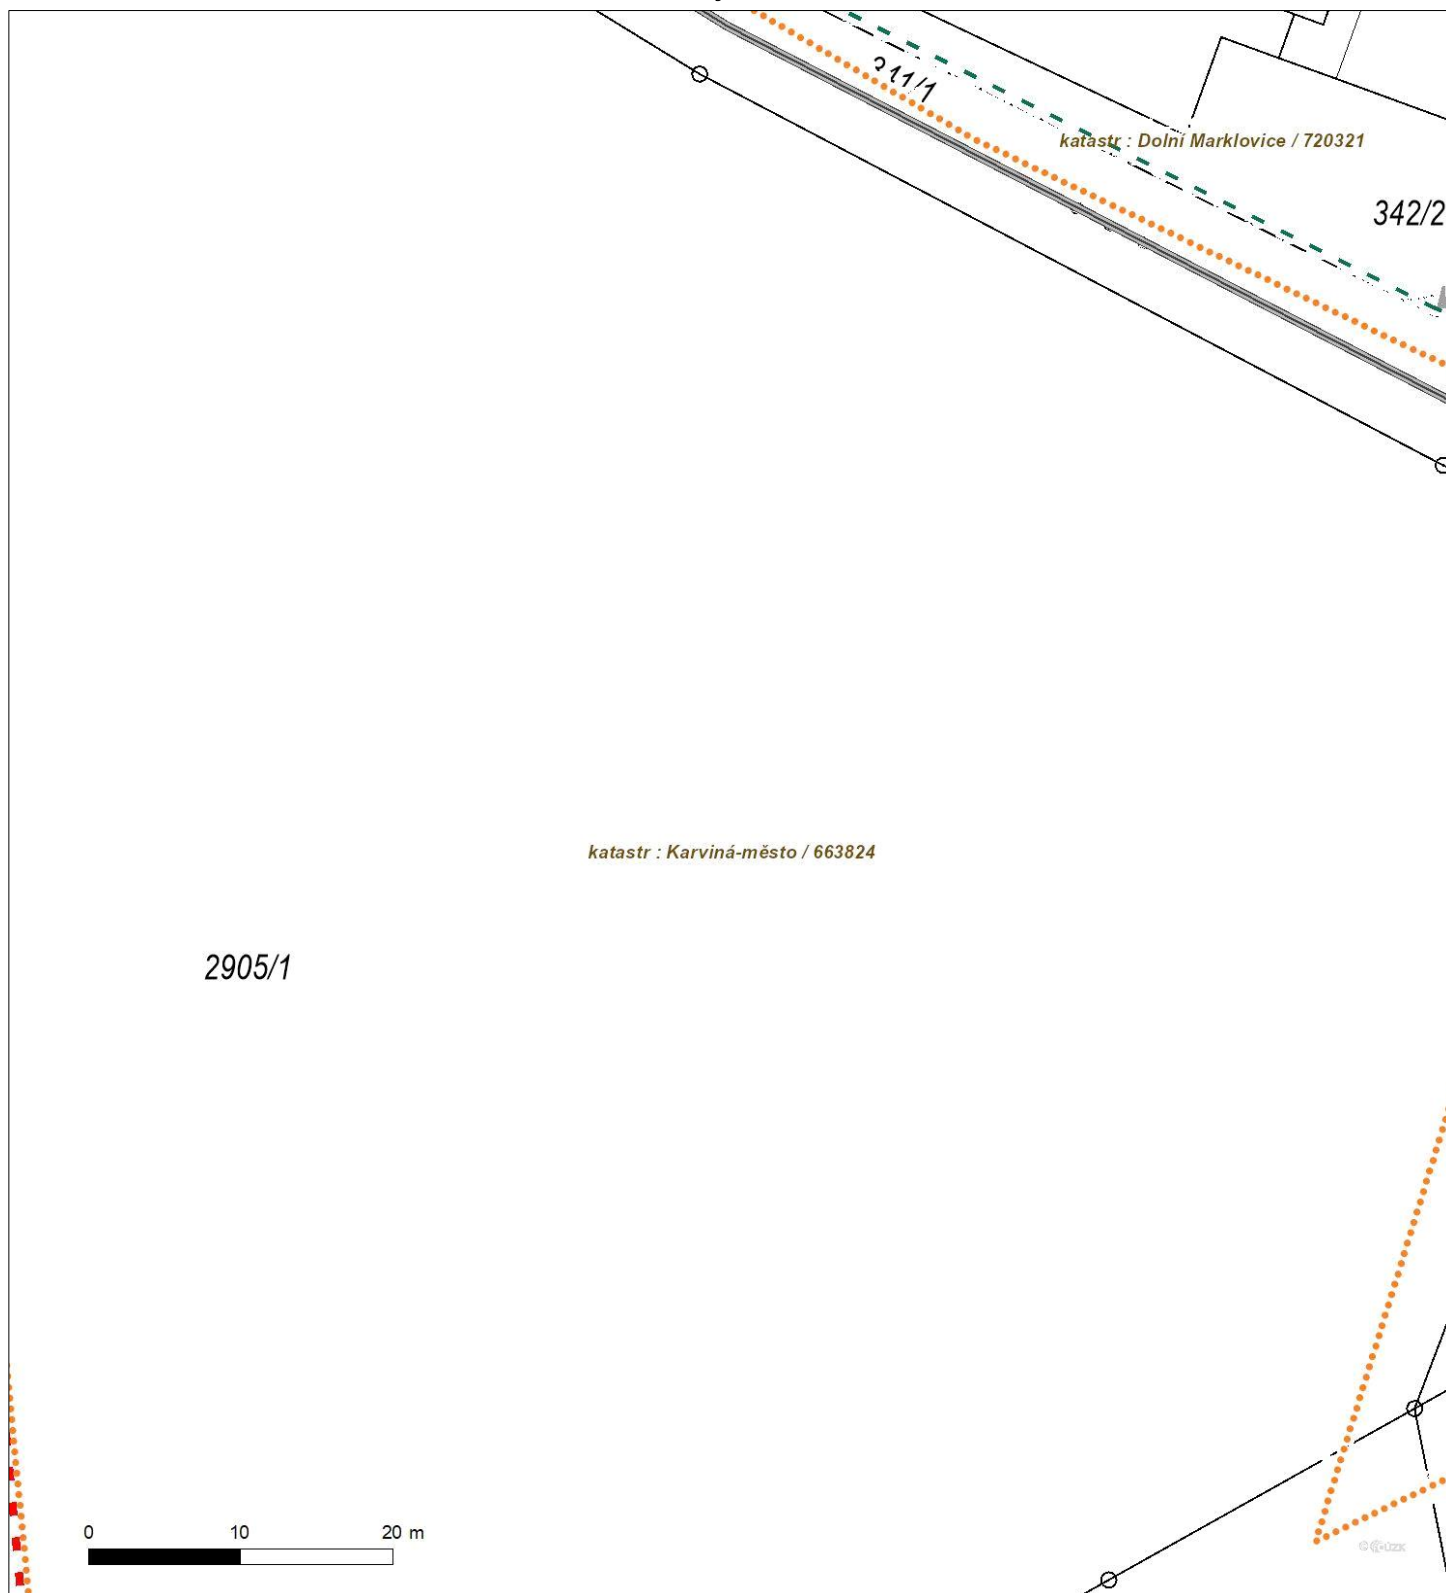 katastr : Dolní Marklovice / 720321
342/2
katastr : Karviná-město / 663824
2905/1
0 10 20 m